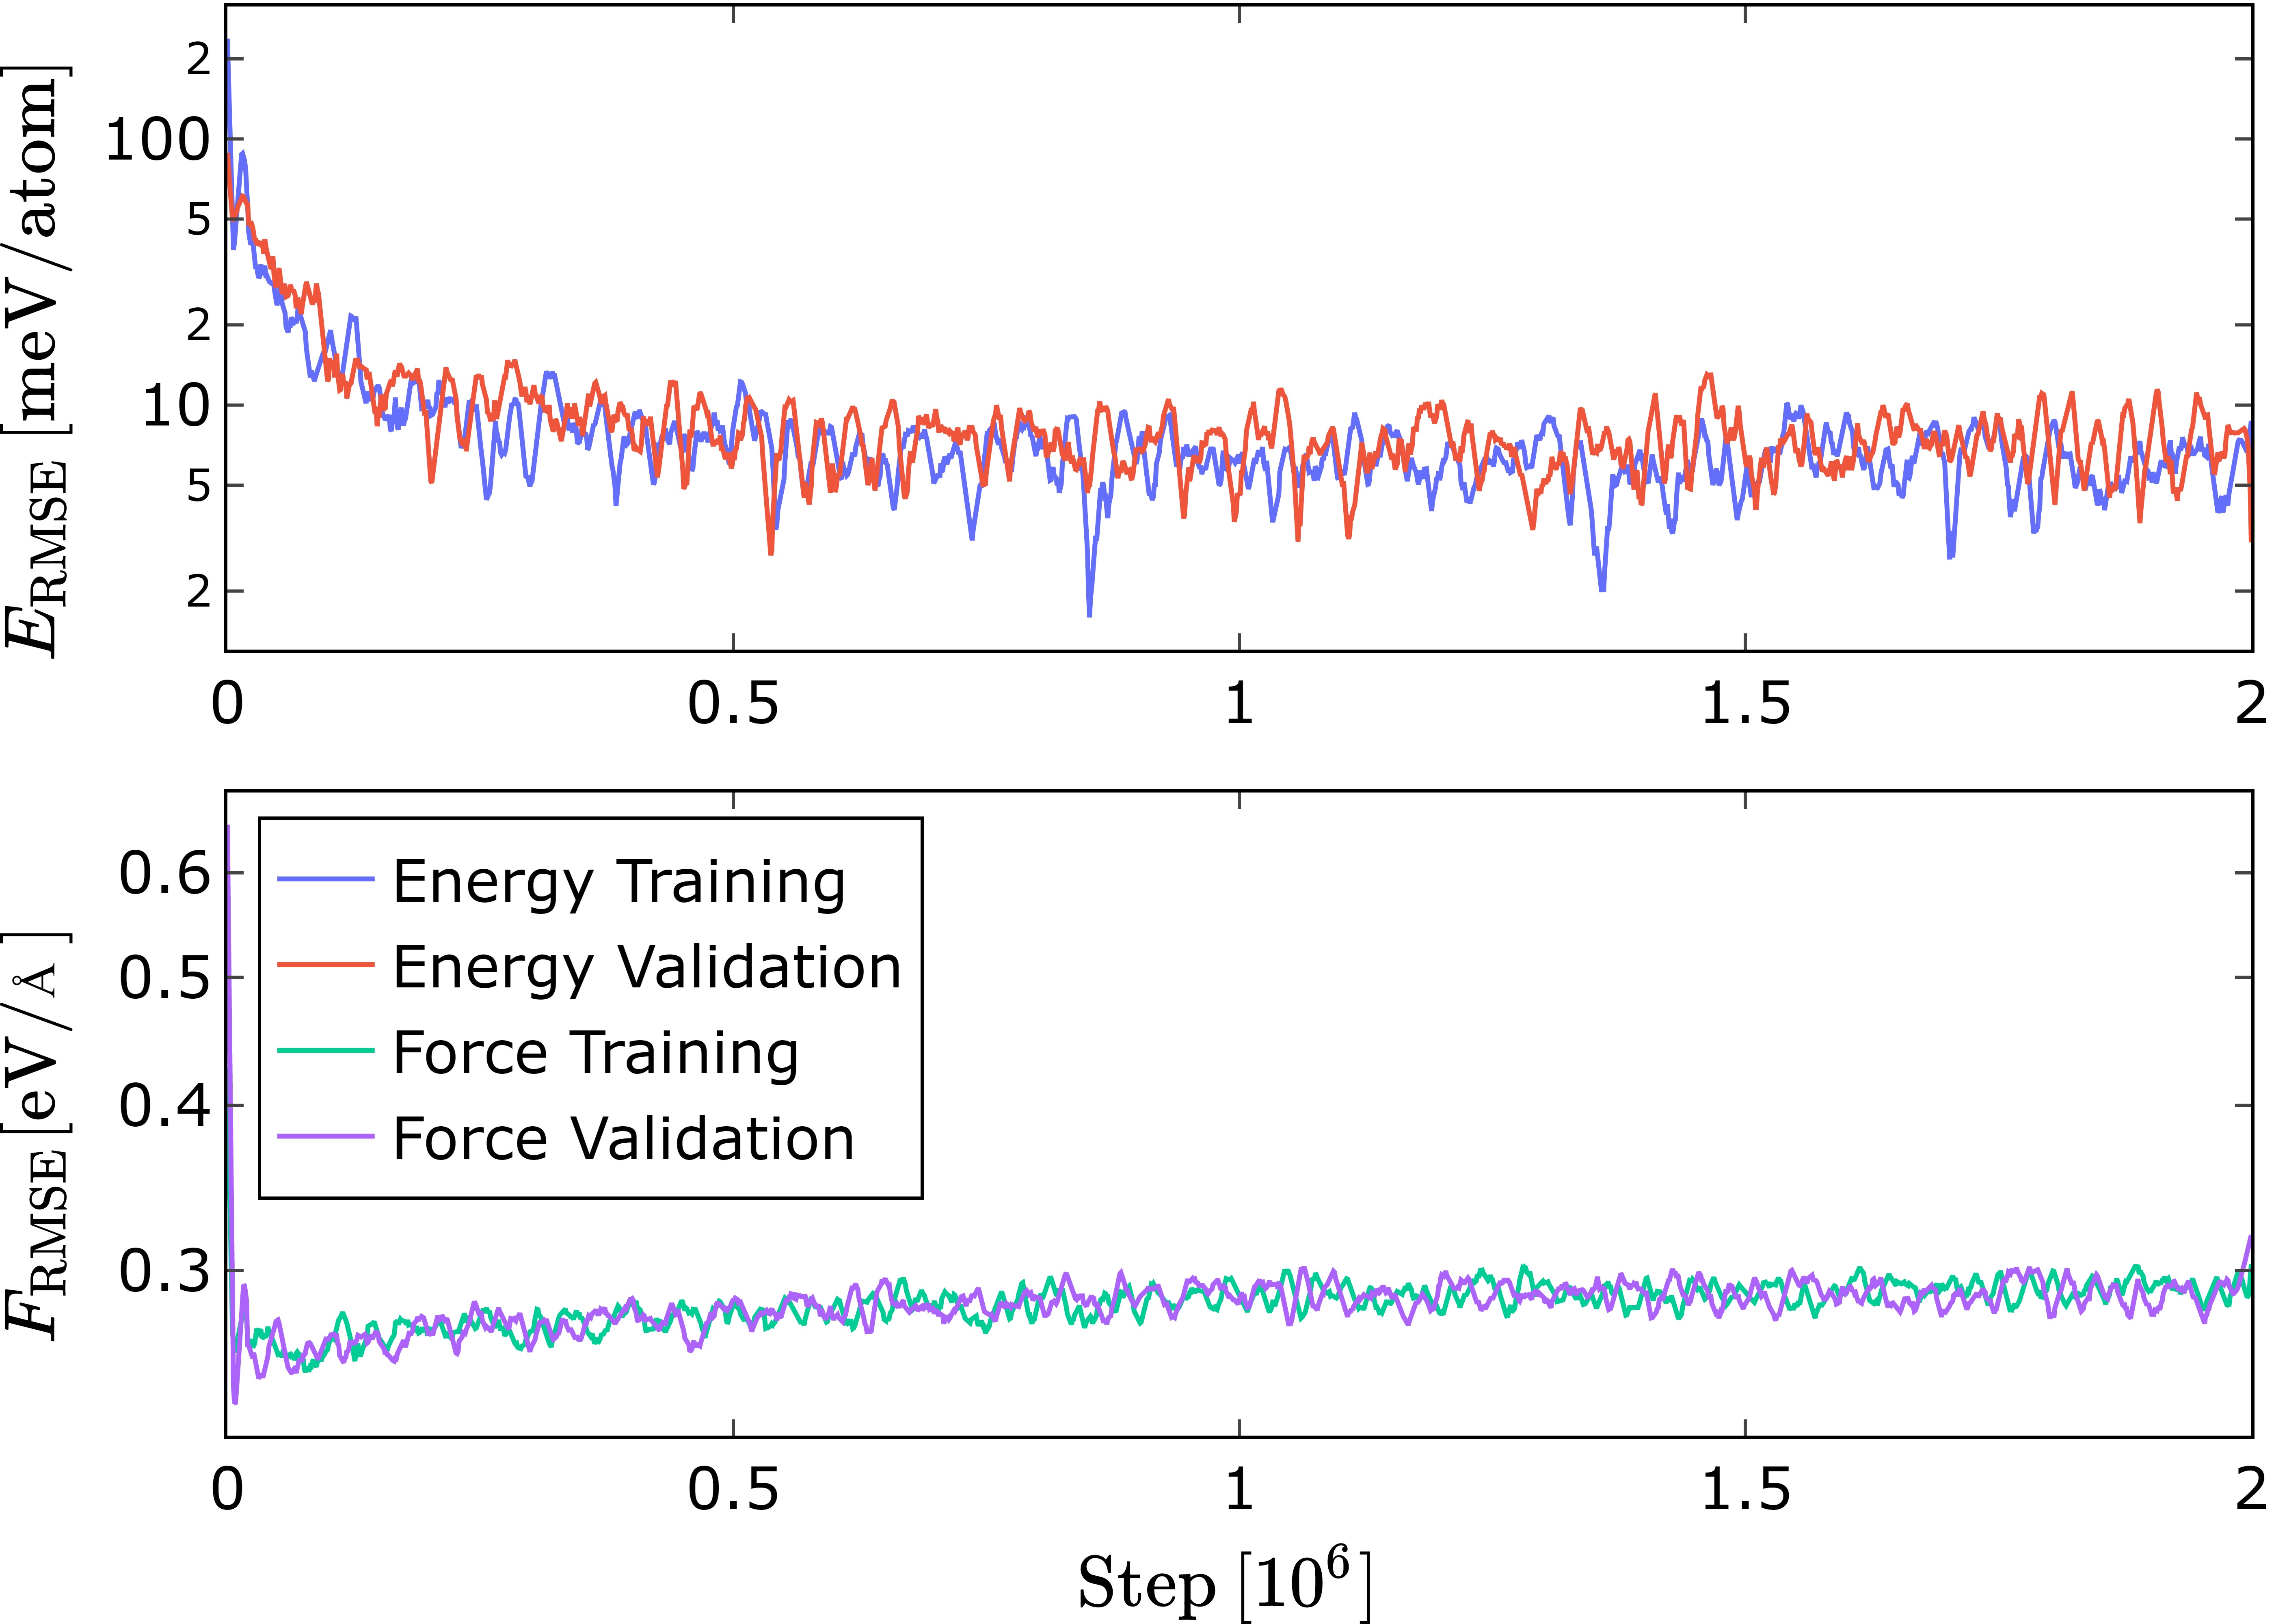 E_RMSE [meV/atom]
2
100
5
2
10
5
2
0 0.5 1 1.5 2
F_RMSE [eV/Å]
0.6
0.5
0.4
0.3
Energy Training
Energy Validation
Force Training
Force Validation
0 0.5 1 1.5 2
Step [10⁶]